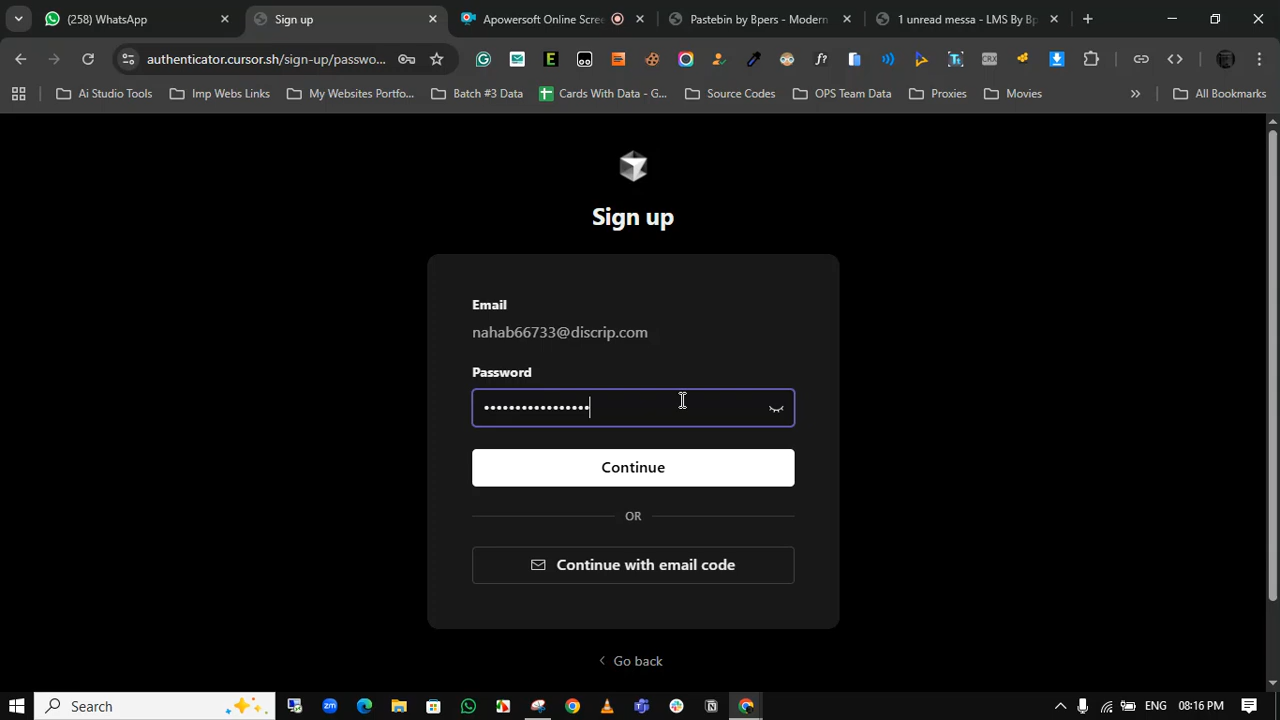 (258) WhatsApp
Sign up
Apowersoft Online Scree
Pastebin by Bpers - Modern
1 unread messa - LMS By Bp
authenticator.cursor.sh/sign-up/passwo...
Ai Studio Tools
Imp Webs Links
My Websites Portfo...
Batch #3 Data
Cards With Data - G...
Source Codes
OPS Team Data
Proxies
Movies
All Bookmarks
Sign up
Email
nahab66733@discrip.com
Password
Continue
OR
Continue with email code
Go back
Search
ENG
08:16 PM